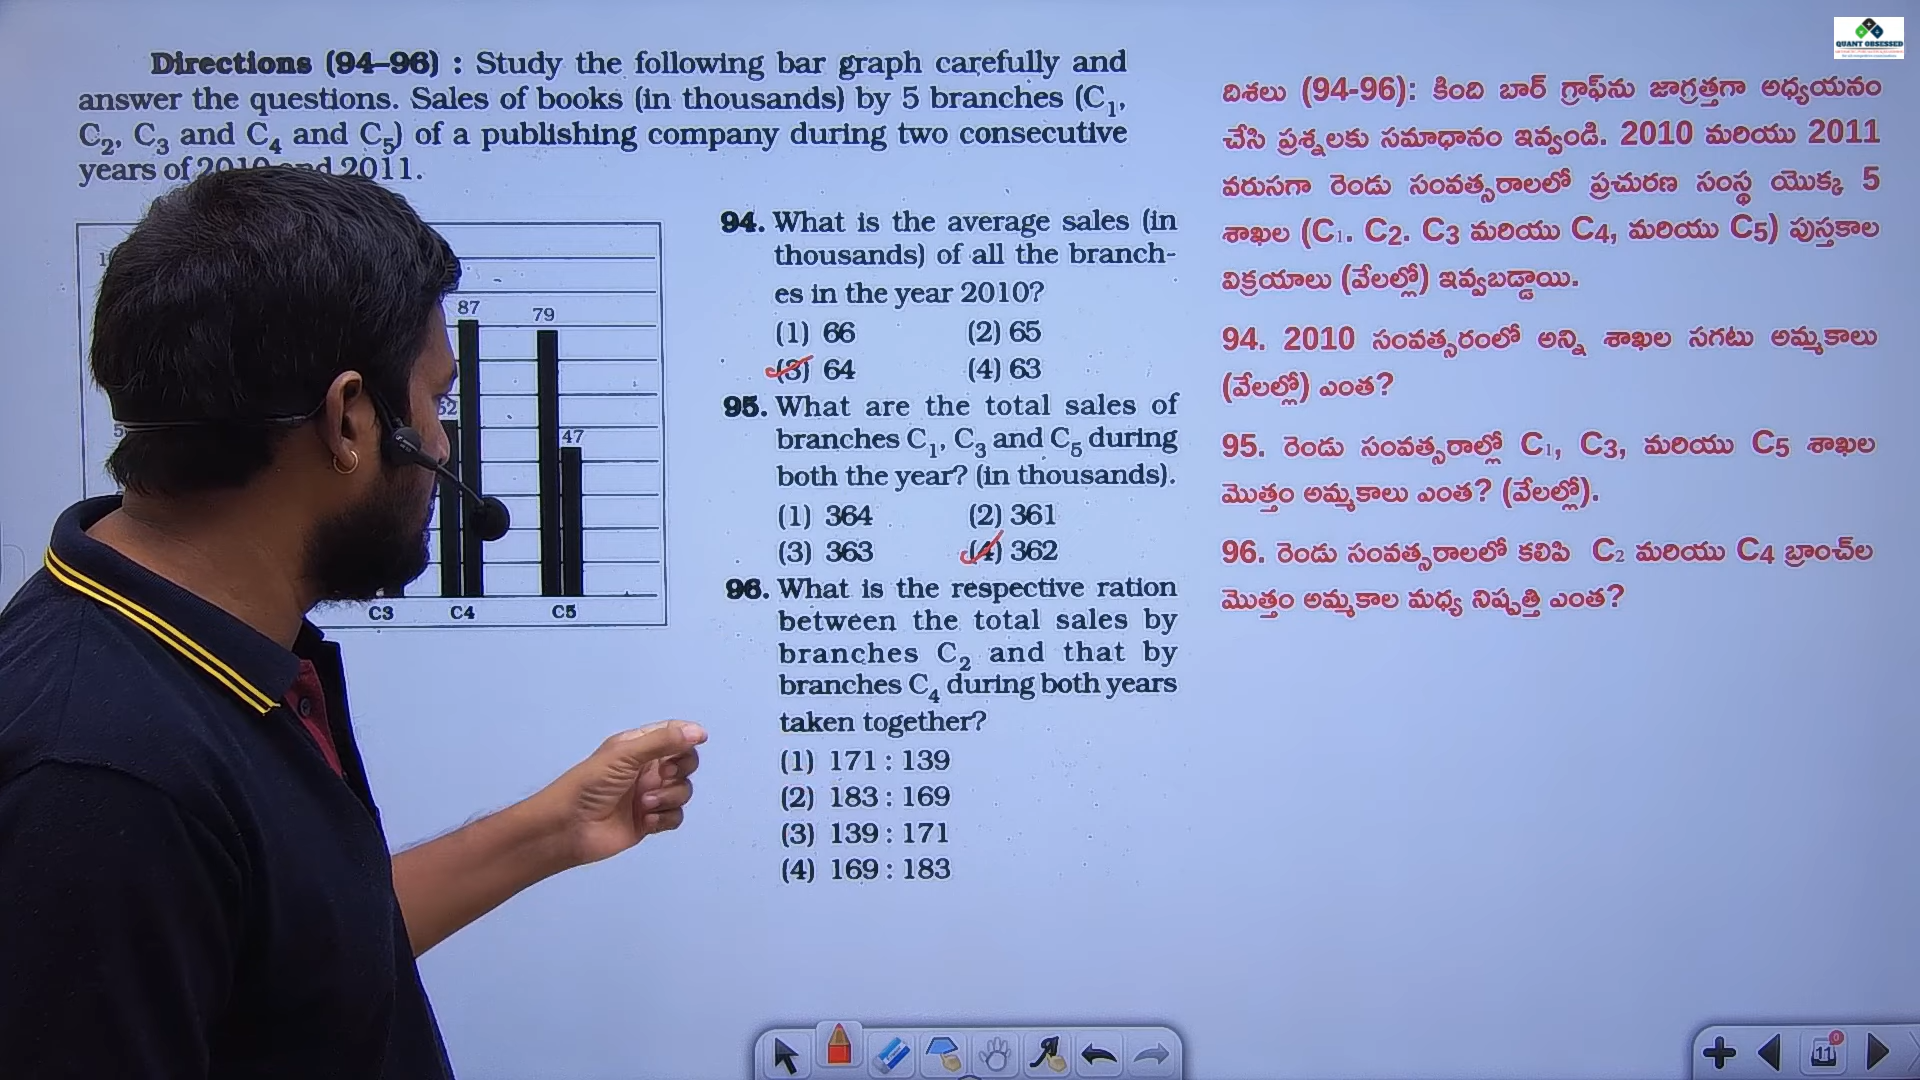 QUANT OBSESSED
Directions (94–96) : Study the following bar graph carefully and
answer the questions. Sales of books (in thousands) by 5 branches (C₁,
C₂, C₃ and C₄ and C₅) of a publishing company during two consecutive
years of 2010 and 2011.
87
79
52
47
C3 C4 C5
94. What is the average sales (in
thousands) of all the branch-
es in the year 2010?
(1) 66 (2) 65
(3) 64 (4) 63
95. What are the total sales of
branches C₁, C₃ and C₅ during
both the year? (in thousands).
(1) 364 (2) 361
(3) 363 (4) 362
96. What is the respective ration
between the total sales by
branches C₂ and that by
branches C₄ during both years
taken together?
(1) 171 : 139
(2) 183 : 169
(3) 139 : 171
(4) 169 : 183
దిశలు (94-96): కింది బార్ గ్రాఫ్‌ను జాగ్రత్తగా అధ్యయనం
చేసి ప్రశ్నలకు సమాధానం ఇవ్వండి. 2010 మరియు 2011
వరుసగా రెండు సంవత్సరాలలో ప్రచురణ సంస్థ యొక్క 5
శాఖల (C₁. C2. C3 మరియు C4, మరియు C5) పుస్తకాల
విక్రయాలు (వేలల్లో) ఇవ్వబడ్డాయి.
94. 2010 సంవత్సరంలో అన్ని శాఖల సగటు అమ్మకాలు
(వేలల్లో) ఎంత?
95. రెండు సంవత్సరాల్లో C₁, C3, మరియు C5 శాఖల
మొత్తం అమ్మకాలు ఎంత? (వేలల్లో).
96. రెండు సంవత్సరాలలో కలిపి C₂ మరియు C4 బ్రాంచ్‌ల
మొత్తం అమ్మకాల మధ్య నిష్పత్తి ఎంత?
11